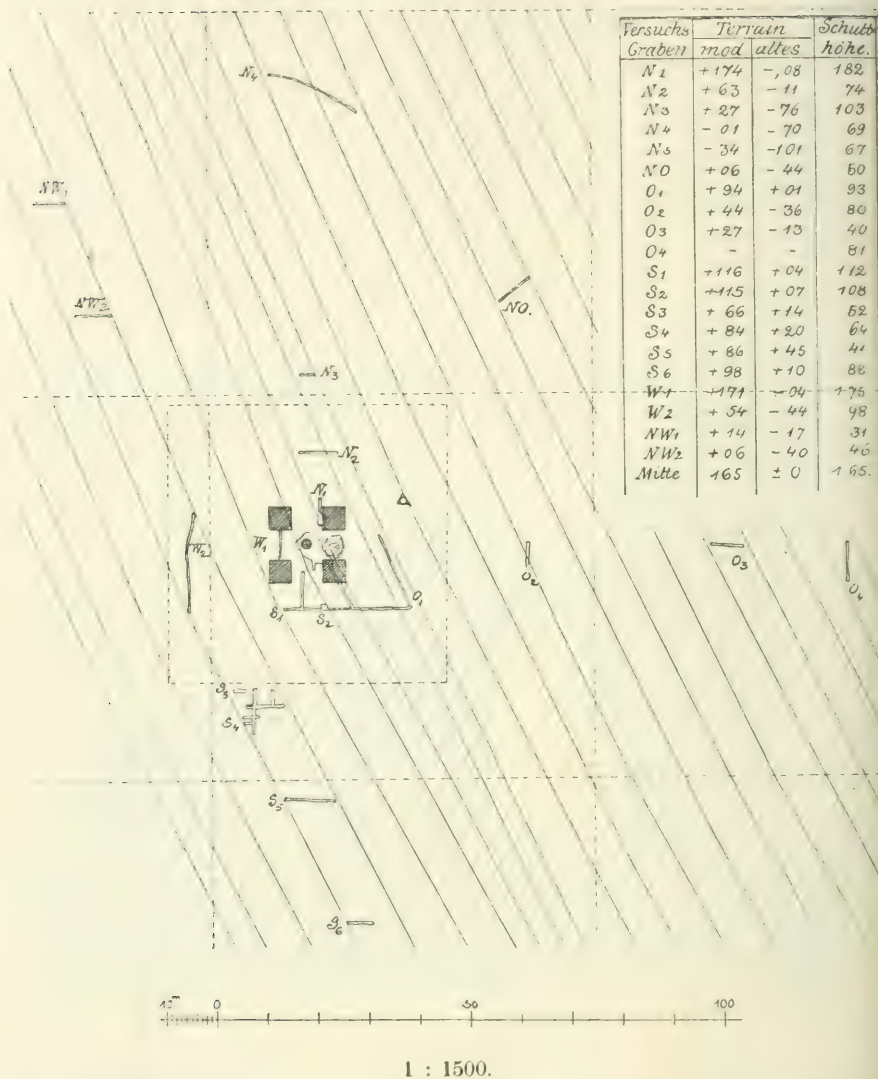 Versuchs Graben Terrain mod altes Schutt höhe.
N1 +174 -,08 182
N2 +63 -11 74
N3 +27 -76 103
N4 -01 -70 69
N5 -34 -101 67
NO +06 -44 50
O1 +94 +01 93
O2 +44 -36 80
O3 +27 -13 40
O4 - - 81
S1 +116 +04 112
S2 +115 +07 108
S3 +66 +14 52
S4 +84 +20 64
S5 +86 +45 41
S6 +98 +10 88
W1 +171 -04 175
W2 +54 -44 98
NW1 +14 -17 31
NW2 +06 -40 46
Mitte 165 ± 0 165.
N4
NW1
NW2
NO.
N3
N2
N1
W2
W1
O2
O3
O4
S1
S2
O1
S3
S4
S5
S6
10m 0 50 100
1 : 1500.